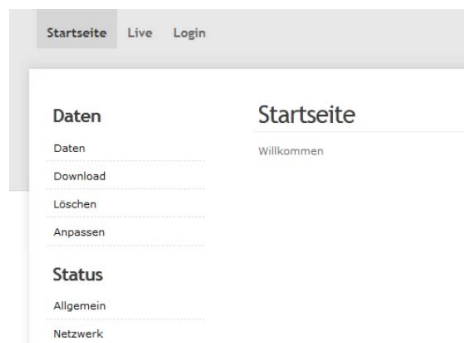 Startseite Live Login
Daten
Daten
Download
Löschen
Anpassen
Status
Allgemein
Netzwerk
Startseite
Willkommen